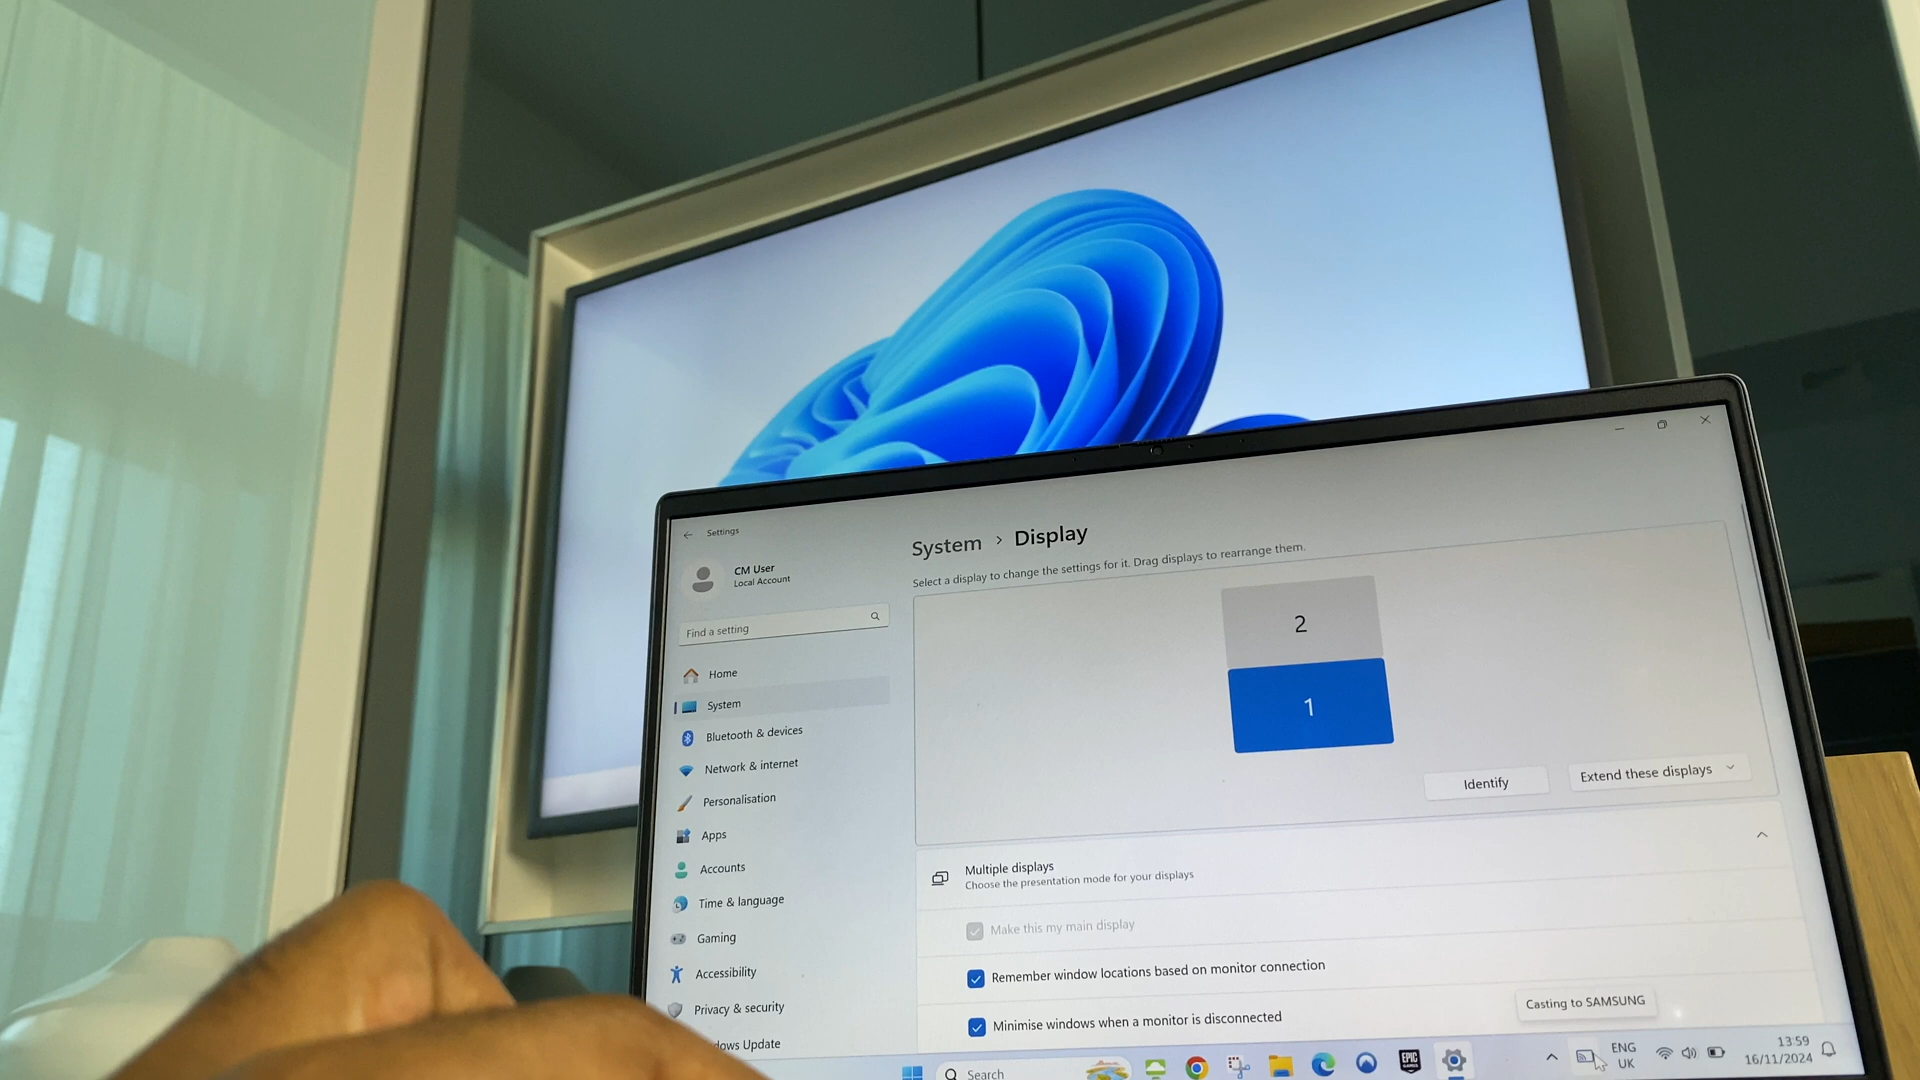 Settings
CM User
Local Account
Find a setting
Home
System
Bluetooth & devices
Network & internet
Personalisation
Apps
Accounts
Time & language
Gaming
Accessibility
Privacy & security
dows Update
System > Display
Select a display to change the settings for it. Drag displays to rearrange them.
2
1
Identify
Extend these displays
Multiple displays
Choose the presentation mode for your displays
Make this my main display
Remember window locations based on monitor connection
Minimise windows when a monitor is disconnected
Casting to SAMSUNG
Search
EPIC
ENG
UK
13:59
16/11/2024